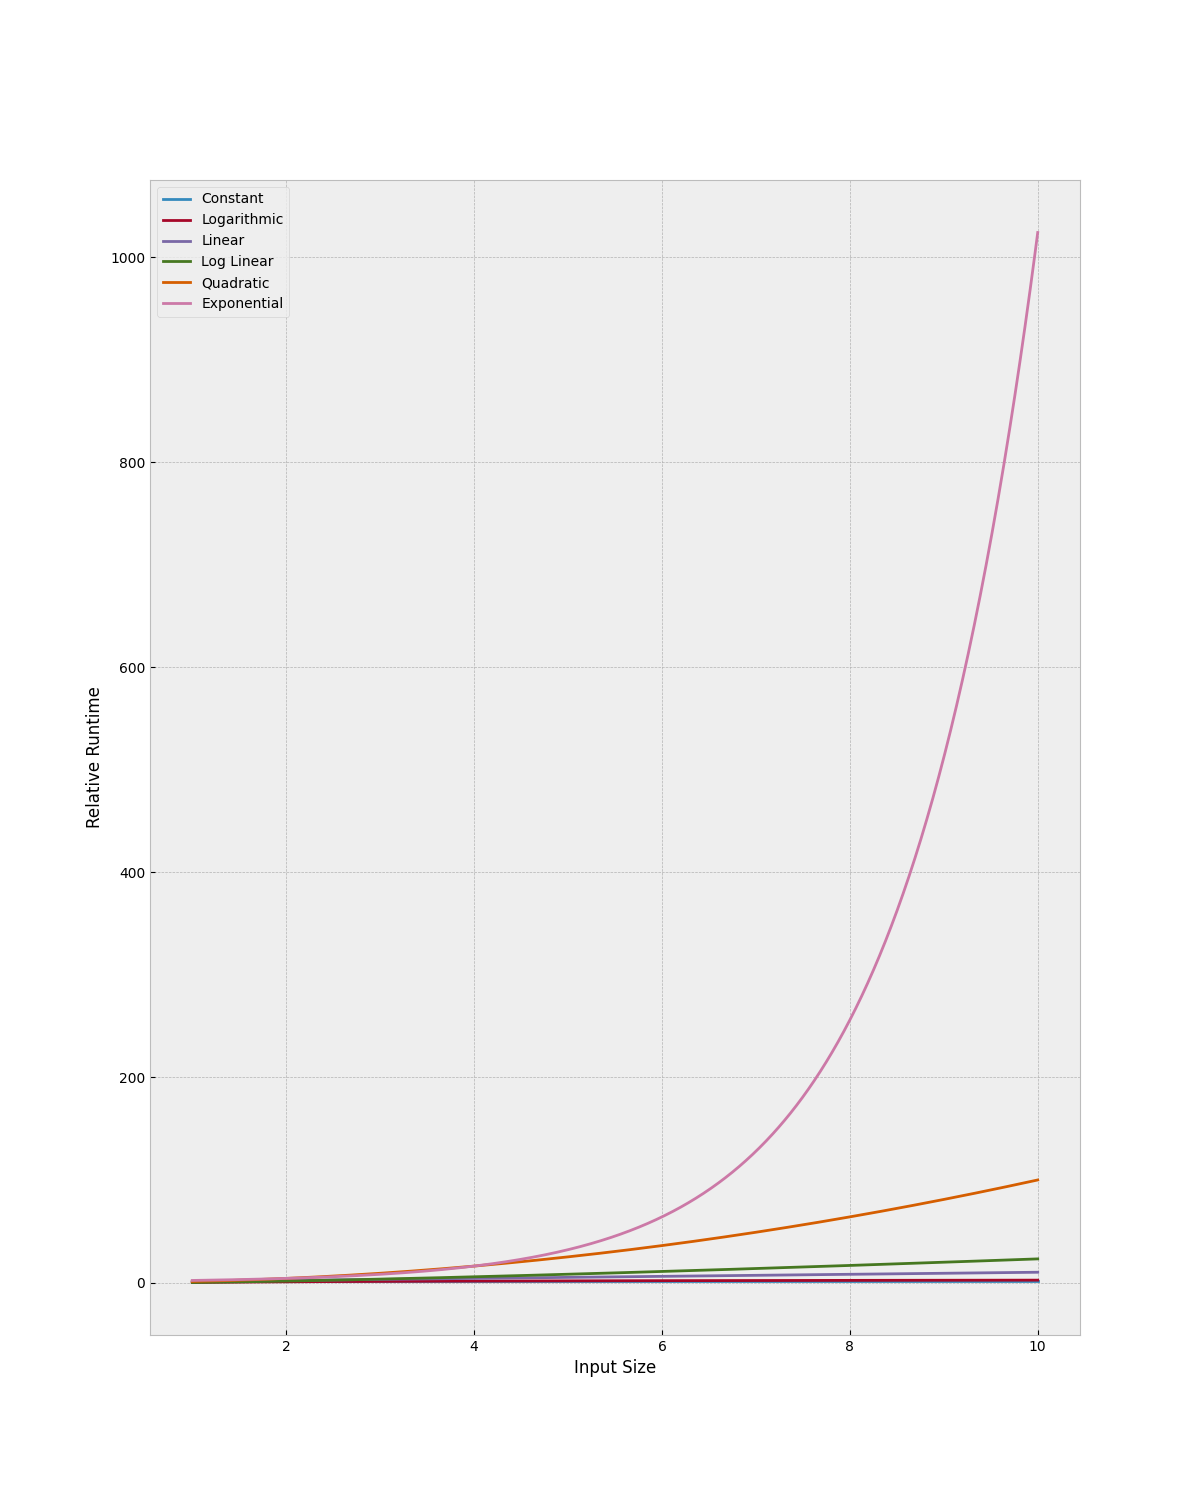 Constant
Logarithmic
Linear
Log Linear
Quadratic
Exponential
1000
800
600
400
200
0
Relative Runtime
2 4 6 8 10
Input Size